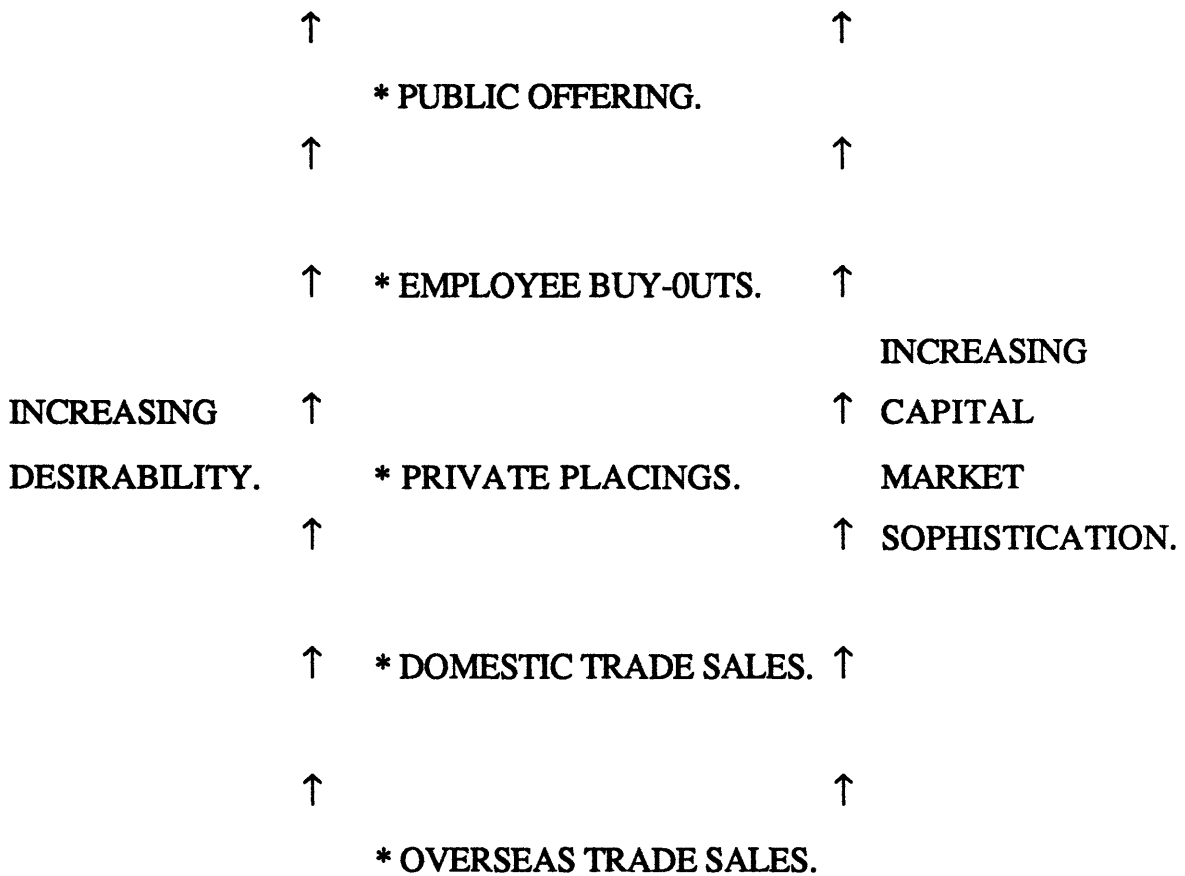 ↑ ↑
* PUBLIC OFFERING.
↑ ↑
↑ * EMPLOYEE BUY-0UTS. ↑
INCREASING
INCREASING ↑ ↑ CAPITAL
DESIRABILITY. * PRIVATE PLACINGS. MARKET
↑ ↑ SOPHISTICATION.
↑ * DOMESTIC TRADE SALES. ↑
↑ ↑
* OVERSEAS TRADE SALES.